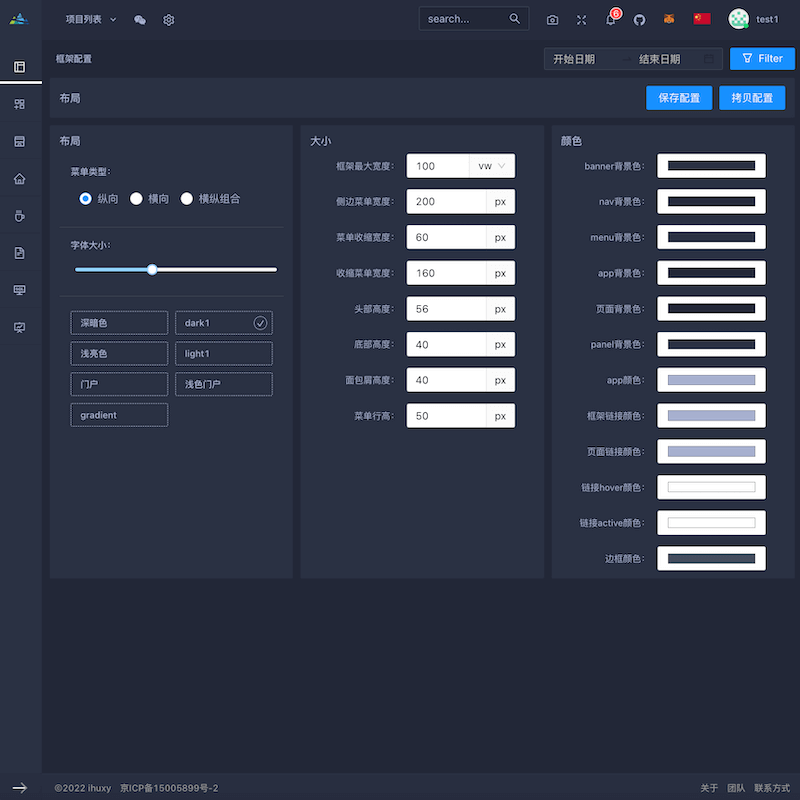 项目列表
search...
6
test1
框架配置
开始日期 结束日期
Filter
布局
保存配置 拷贝配置
布局
菜单类型:
纵向 横向 横纵组合
字体大小:
深暗色 dark1
浅亮色 light1
门户 浅色门户
gradient
大小
框架最大宽度: 100 vw
侧边菜单宽度: 200 px
菜单收缩宽度: 60 px
收缩菜单宽度: 160 px
头部高度: 56 px
底部高度: 40 px
面包屑高度: 40 px
菜单行高: 50 px
颜色
banner背景色:
nav背景色:
menu背景色:
app背景色:
页面背景色:
panel背景色:
app颜色:
框架链接颜色:
页面链接颜色:
链接hover颜色:
链接active颜色:
边框颜色:
©2022 ihuxy 京ICP备15005899号-2
关于 团队 联系方式